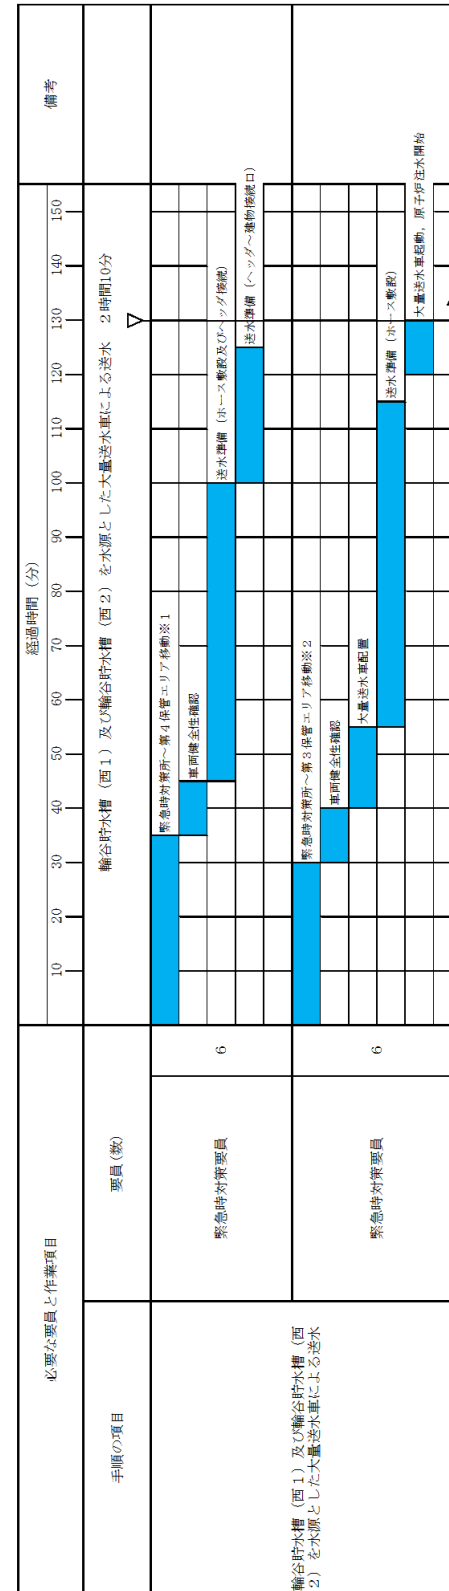 必要な要員と作業項目
経過時間（分）
備考
10 20 30 40 50 60 70 80 90 100 110 120 130 140 150
手順の項目
要員(数)
輪谷貯水槽（西１）及び輪谷貯水槽（西２）を水源とした大量送水車による送水　２時間10分
▽
輪谷貯水槽（西１）及び輪谷貯水槽（西
２）を水源とした大量送水車による送水
緊急時対策要員
6
緊急時対策所～第４保管エリア移動※１
車両健全性確認
送水準備（ホース敷設及びヘッダ接続）
送水準備（ヘッダ～建物接続口）
緊急時対策要員
6
緊急時対策所～第３保管エリア移動※２
車両健全性確認
大量送水車配置
送水準備（ホース敷設）
大量送水車起動，原子炉注水開始